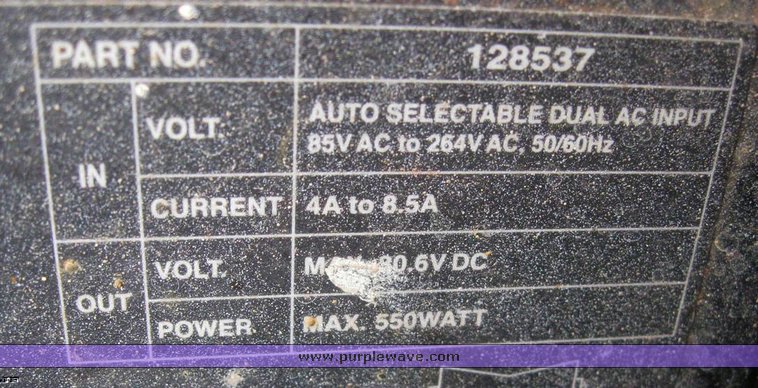 PART NO. 128537
IN VOLT. AUTO SELECTABLE DUAL AC INPUT
85V AC to 264V AC, 50/60Hz
CURRENT 4A to 8.5A
OUT VOLT. 0.6V DC
POWER MAX. 550WATT
www.purplewave.com